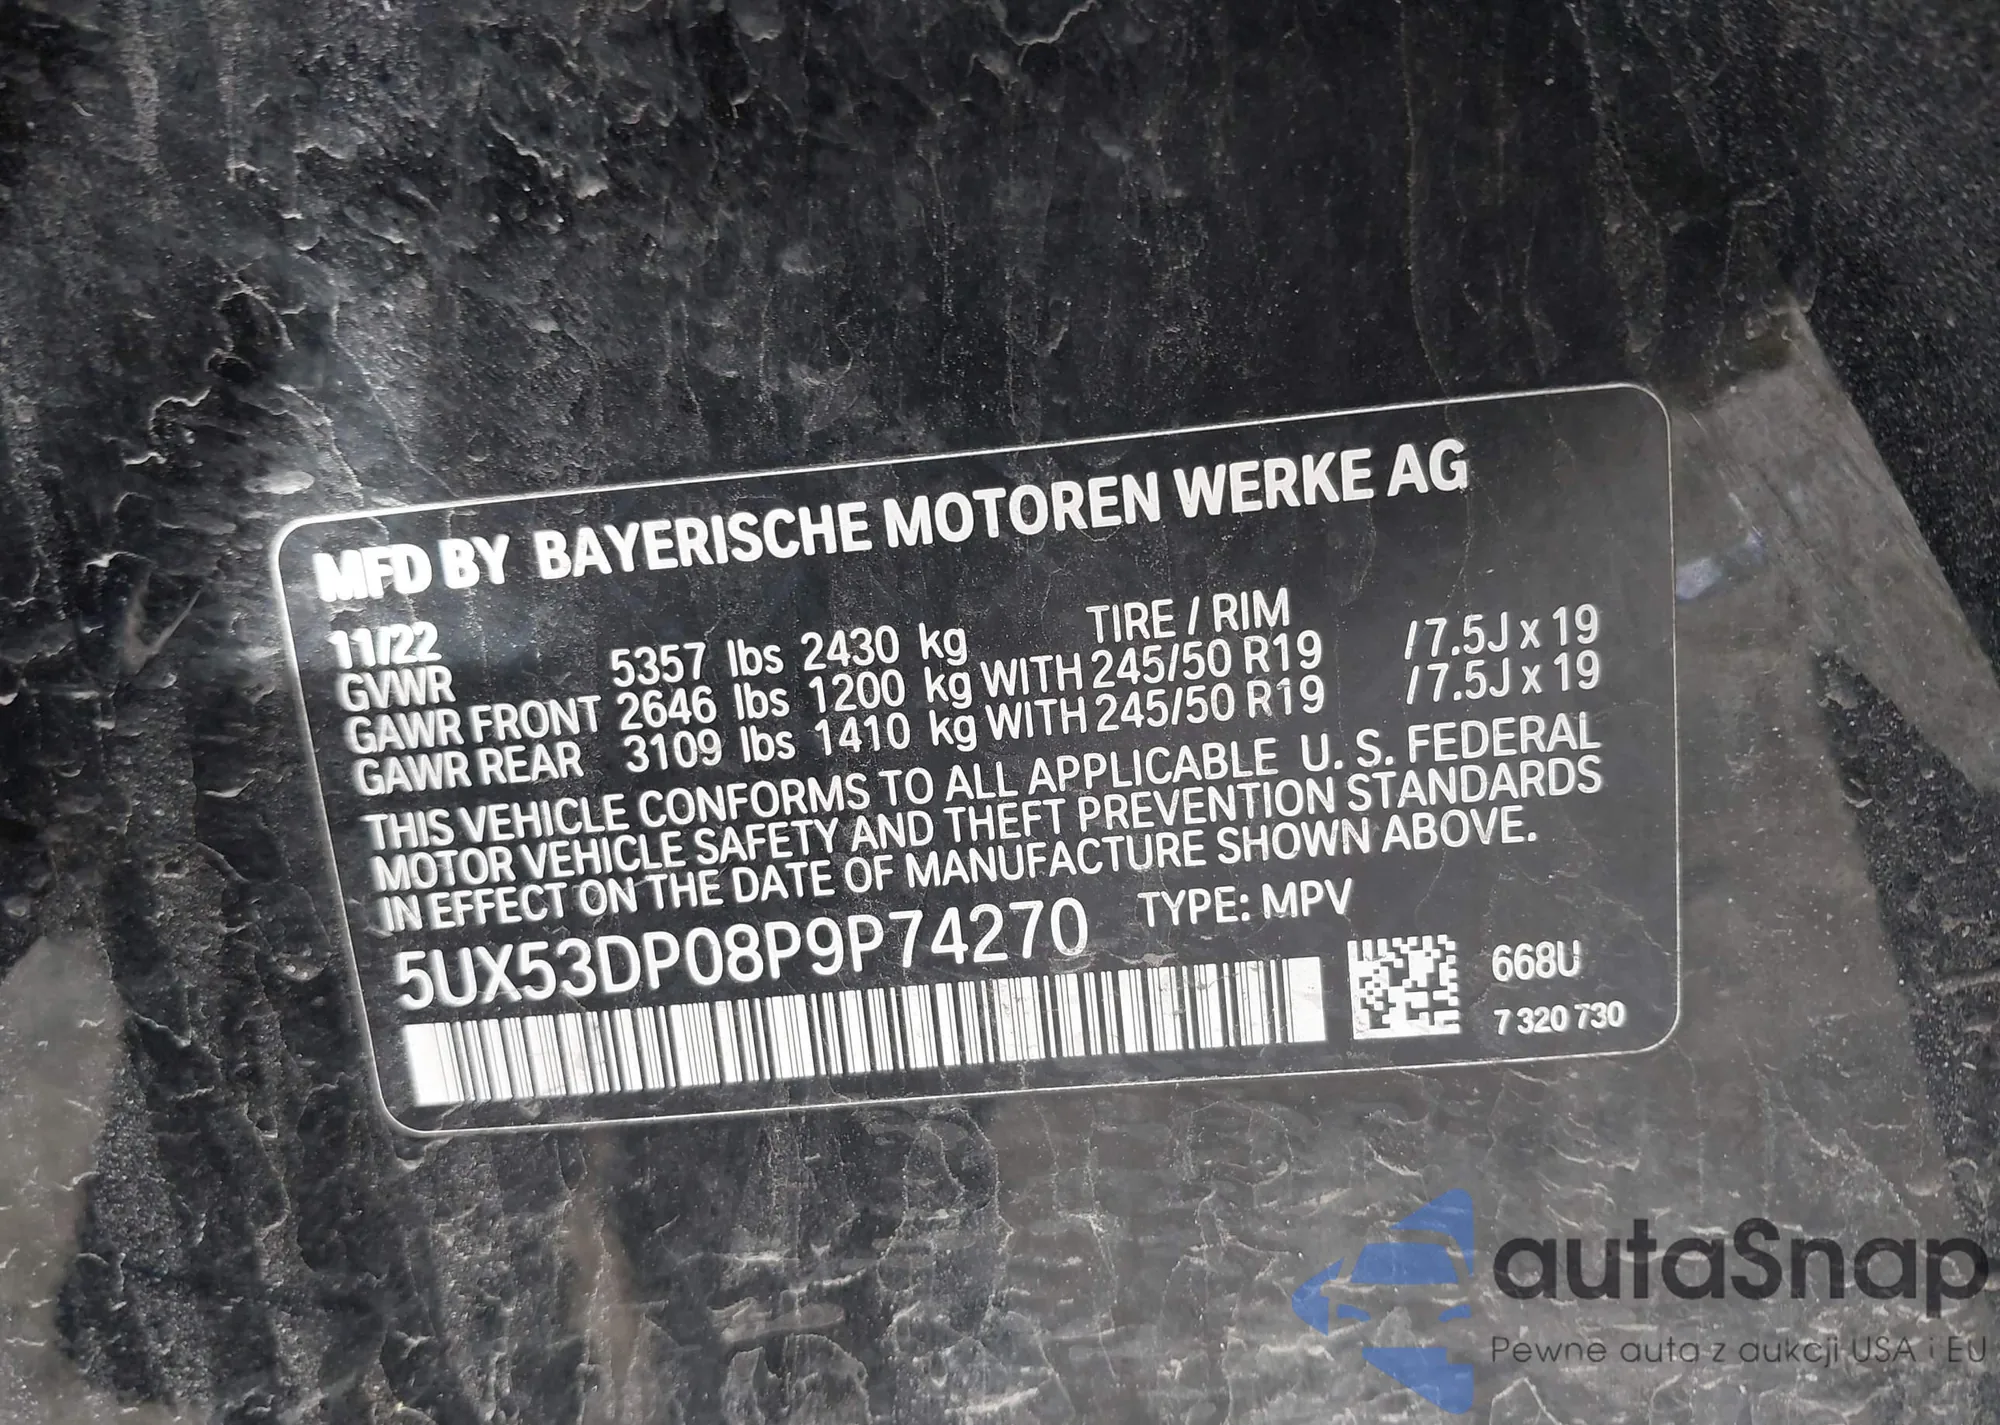 MFD BY BAYERISCHE MOTOREN WERKE AG
11/22 TIRE / RIM
GVWR 5357 lbs 2430 kg
GAWR FRONT 2646 lbs 1200 kg WITH 245/50 R19 /7.5J x 19
GAWR REAR 3109 lbs 1410 kg WITH 245/50 R19 /7.5J x 19
THIS VEHICLE CONFORMS TO ALL APPLICABLE U. S. FEDERAL
MOTOR VEHICLE SAFETY AND THEFT PREVENTION STANDARDS
IN EFFECT ON THE DATE OF MANUFACTURE SHOWN ABOVE.
5UX53DP08P9P74270 TYPE: MPV
668U
7 320 730
autaSnap
Pewne auta z aukcji USA i EU